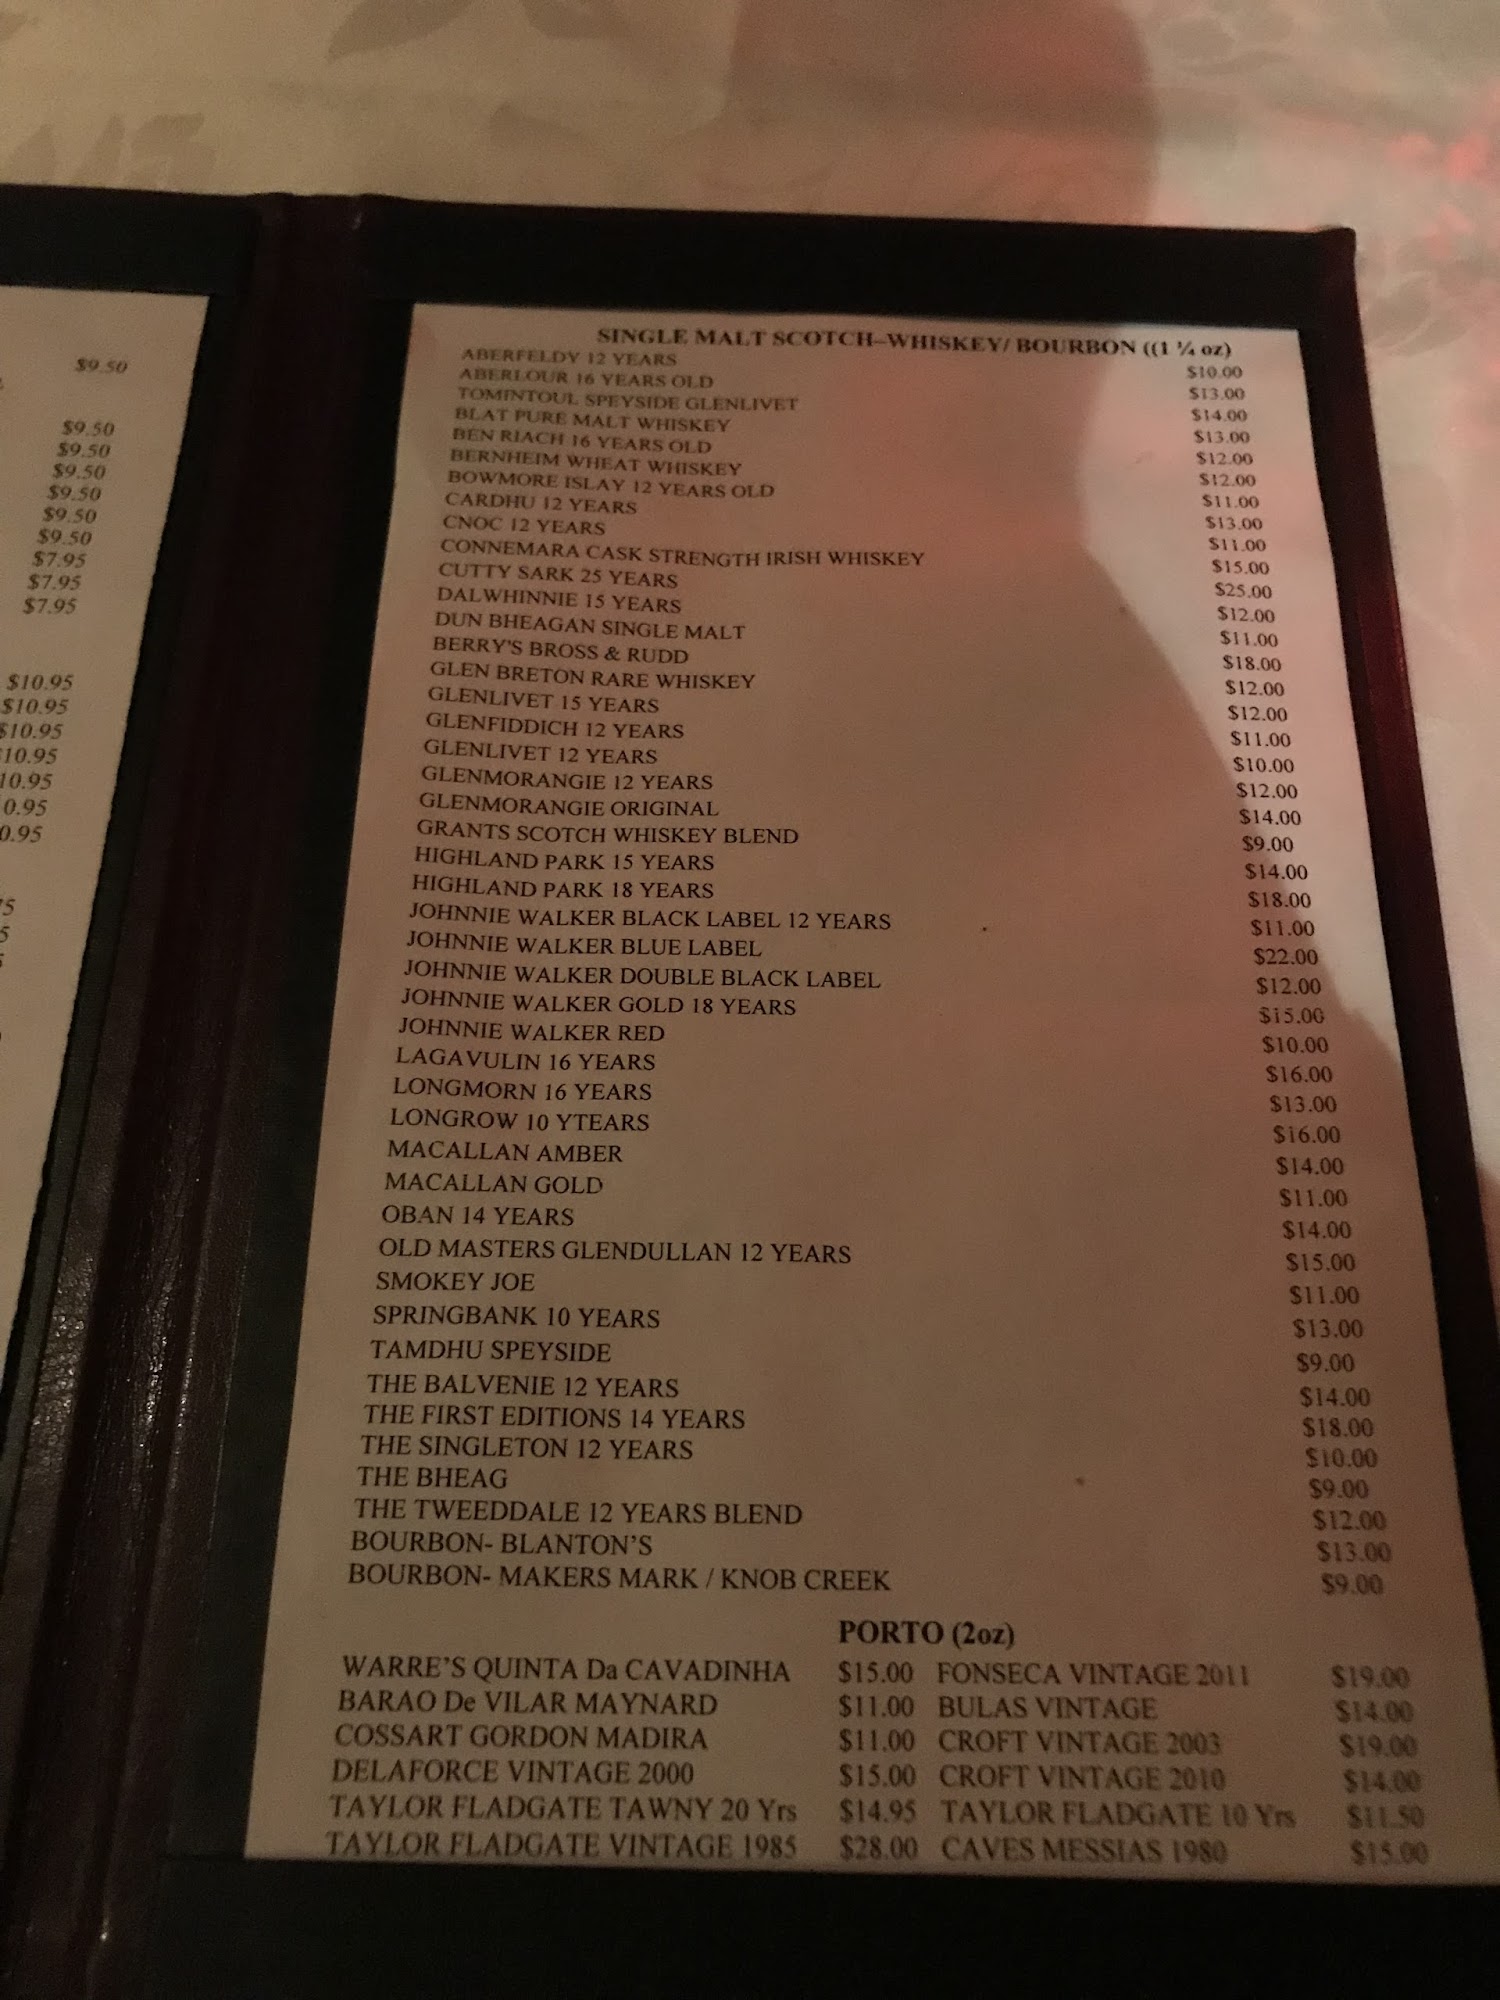 $9.50
$9.50
$9.50
$9.50
$9.50
$9.50
$9.50
$7.95
$7.95
$7.95
$10.95
$10.95
$10.95
10.95
10.95
0.95
0.95
SINGLE MALT SCOTCH–WHISKEY/ BOURBON ((1 ¼ oz)
ABERFELDY 12 YEARS $10.00
ABERLOUR 16 YEARS OLD $13.00
TOMINTOUL SPEYSIDE GLENLIVET $14.00
BLAT PURE MALT WHISKEY $13.00
BEN RIACH 16 YEARS OLD $12.00
BERNHEIM WHEAT WHISKEY $12.00
BOWMORE ISLAY 12 YEARS OLD $11.00
CARDHU 12 YEARS $13.00
CNOC 12 YEARS $11.00
CONNEMARA CASK STRENGTH IRISH WHISKEY $15.00
CUTTY SARK 25 YEARS $25.00
DALWHINNIE 15 YEARS $12.00
DUN BHEAGAN SINGLE MALT $11.00
BERRY'S BROSS & RUDD $18.00
GLEN BRETON RARE WHISKEY $12.00
GLENLIVET 15 YEARS $12.00
GLENFIDDICH 12 YEARS $11.00
GLENLIVET 12 YEARS $10.00
GLENMORANGIE 12 YEARS $12.00
GLENMORANGIE ORIGINAL $14.00
GRANTS SCOTCH WHISKEY BLEND $9.00
HIGHLAND PARK 15 YEARS $14.00
HIGHLAND PARK 18 YEARS $18.00
JOHNNIE WALKER BLACK LABEL 12 YEARS $11.00
JOHNNIE WALKER BLUE LABEL $22.00
JOHNNIE WALKER DOUBLE BLACK LABEL $12.00
JOHNNIE WALKER GOLD 18 YEARS $15.00
JOHNNIE WALKER RED $10.00
LAGAVULIN 16 YEARS $16.00
LONGMORN 16 YEARS $13.00
LONGROW 10 YTEARS $16.00
MACALLAN AMBER $14.00
MACALLAN GOLD $11.00
OBAN 14 YEARS $14.00
OLD MASTERS GLENDULLAN 12 YEARS $15.00
SMOKEY JOE $11.00
SPRINGBANK 10 YEARS $13.00
TAMDHU SPEYSIDE $9.00
THE BALVENIE 12 YEARS $14.00
THE FIRST EDITIONS 14 YEARS $18.00
THE SINGLETON 12 YEARS $10.00
THE BHEAG $9.00
THE TWEEDDALE 12 YEARS BLEND $12.00
BOURBON- BLANTON'S $13.00
BOURBON- MAKERS MARK / KNOB CREEK $9.00
PORTO (2oz)
WARRE'S QUINTA Da CAVADINHA $15.00 FONSECA VINTAGE 2011 $19.00
BARAO De VILAR MAYNARD $11.00 BULAS VINTAGE $14.00
COSSART GORDON MADIRA $11.00 CROFT VINTAGE 2003 $19.00
DELAFORCE VINTAGE 2000 $15.00 CROFT VINTAGE 2010 $14.00
TAYLOR FLADGATE TAWNY 20 Yrs $14.95 TAYLOR FLADGATE 10 Yrs $11.50
TAYLOR FLADGATE VINTAGE 1985 $28.00 CAVES MESSIAS 1980 $15.00